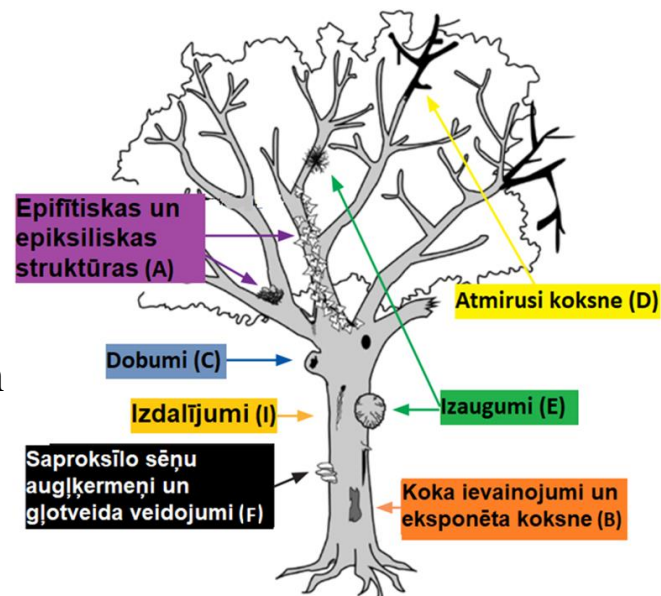 Epifītiskas un
epiksiliskas
struktūras (A)
Atmirusi koksne (D)
Dobumi (C)
Izdalījumi (I)
Izaugumi (E)
Saproksīlo sēņu
augļķermeņi un
gļotveida veidojumi (F)
Koka ievainojumi un
eksponēta koksne (B)